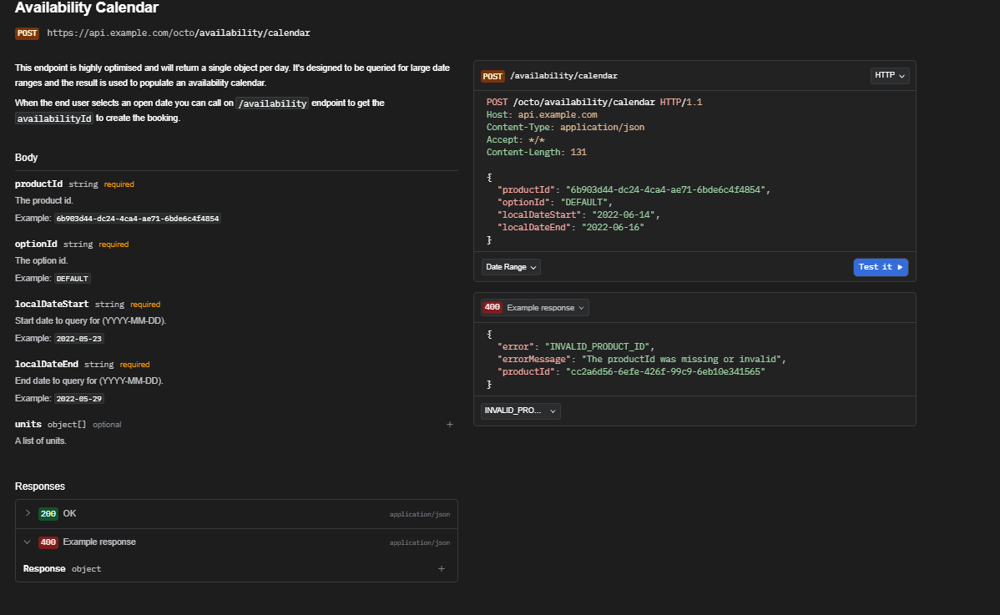 Availability Calendar
POST https://api.example.com/octo/availability/calendar
This endpoint is highly optimised and will return a single object per day. It's designed to be queried for large date
ranges and the result is used to populate an availability calendar.
When the end user selects an open date you can call on /availability endpoint to get the
availabilityId to create the booking.
Body
productId string required
The product id.
Example: 6b903d44-dc24-4ca4-ae71-6bde6c4f4854
optionId string required
The option id.
Example: DEFAULT
localDateStart string required
Start date to query for (YYYY-MM-DD).
Example: 2022-05-23
localDateEnd string required
End date to query for (YYYY-MM-DD).
Example: 2022-05-29
units object[] optional +
A list of units.
Responses
200 OK application/json
400 Example response application/json
Response object +
POST /availability/calendar HTTP
POST /octo/availability/calendar HTTP/1.1
Host: api.example.com
Content-Type: application/json
Accept: */*
Content-Length: 131
{
"productId": "6b903d44-dc24-4ca4-ae71-6bde6c4f4854",
"optionId": "DEFAULT",
"localDateStart": "2022-06-14",
"localDateEnd": "2022-06-16"
}
Date Range Test it
400 Example response
{
"error": "INVALID_PRODUCT_ID",
"errorMessage": "The productId was missing or invalid",
"productId": "cc2a6d56-6efe-426f-99c9-6eb10e341565"
}
INVALID_PRO...